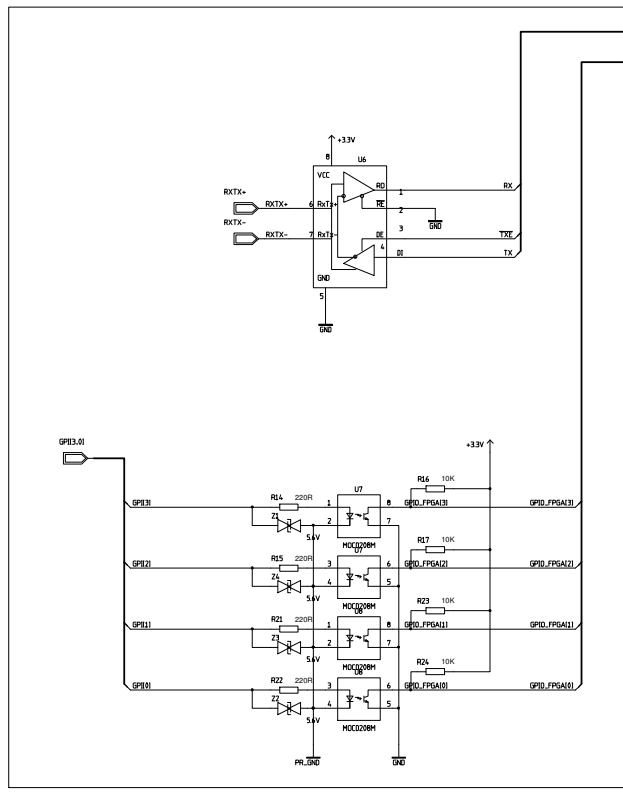 +3.3V
8
U6
VCC
RXTX+
RO
1
RX
RXTX+
6
RxTx+
RE
2
GND
RXTX-
3
RXTX-
7
RxTx-
DE
TXE
4
DI
TX
GND
5
GND
GPI[3..0]
+3.3V
R16
10K
R14
220R
U7
GPI[3]
1
8
GPIO_FPGA[3]
GPIO_FPGA[3]
Z1
2
7
5.6V
MOCD208M
R17
10K
R15
220R
U7
GPI[2]
3
6
GPIO_FPGA[2]
GPIO_FPGA[2]
Z4
4
5
5.6V
MOCD208M
R23
10K
R21
220R
U8
GPI[1]
1
8
GPIO_FPGA[1]
GPIO_FPGA[1]
Z3
2
7
5.6V
MOCD208M
R24
10K
R22
220R
U8
GPI[0]
3
6
GPIO_FPGA[0]
GPIO_FPGA[0]
Z2
4
5
5.6V
MOCD208M
PR_GND
GND